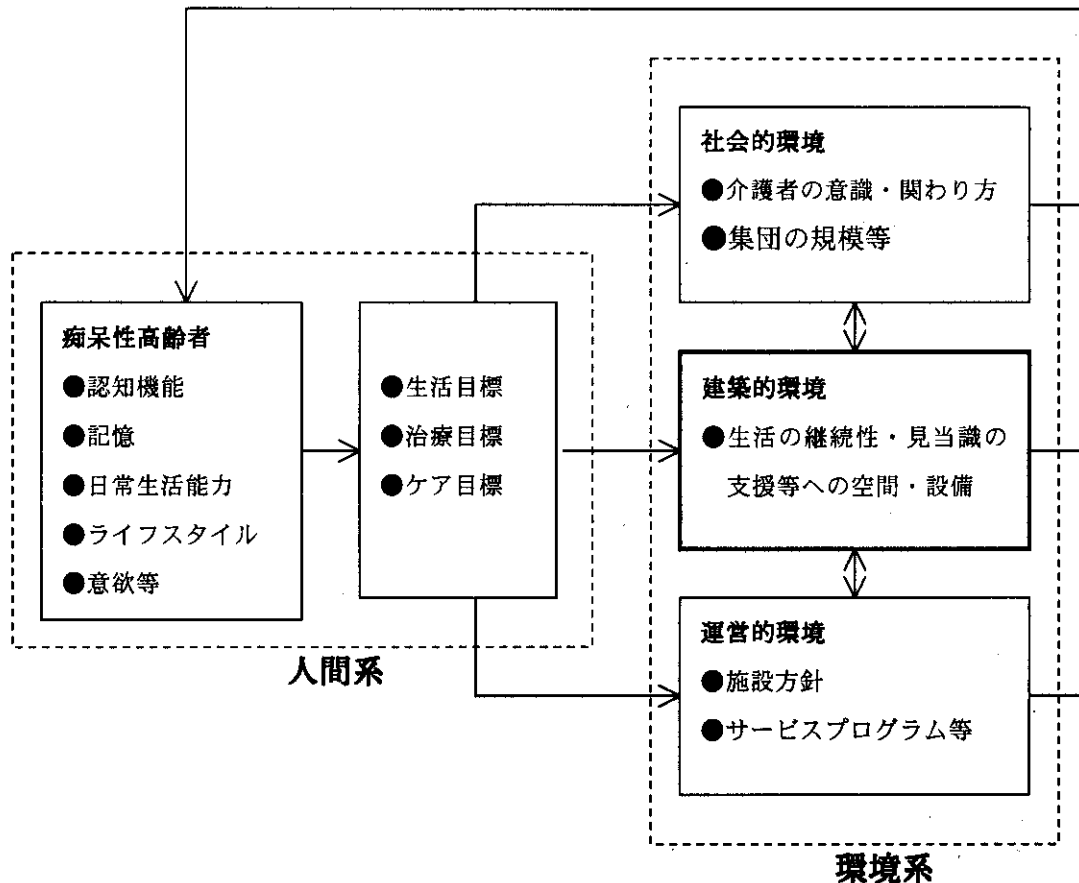 社会的環境
●介護者の意識・関わり方
●集団の規模等
痴呆性高齢者
●認知機能
●記憶
●日常生活能力
●ライフスタイル
●意欲等
●生活目標
●治療目標
●ケア目標
人間系
建築的環境
●生活の継続性・見当識の
支援等への空間・設備
運営的環境
●施設方針
●サービスプログラム等
環境系